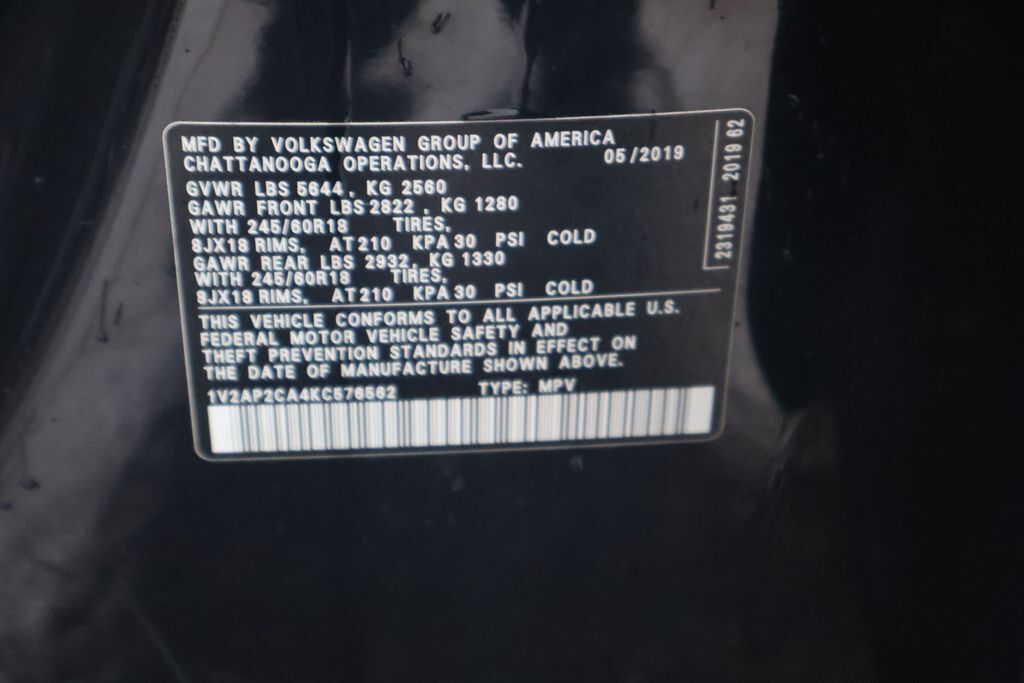 MFD BY VOLKSWAGEN GROUP OF AMERICA
CHATTANOOGA OPERATIONS, LLC. 05/2019
GVWR LBS 5644, KG 2560
GAWR FRONT LBS 2822, KG 1280
WITH 245/60R18 TIRES,
8JX18 RIMS, AT 210 KPA 30 PSI COLD
GAWR REAR LBS 2932, KG 1330
WITH 245/60R18 TIRES,
8JX18 RIMS, AT 210 KPA 30 PSI COLD
THIS VEHICLE CONFORMS TO ALL APPLICABLE U.S.
FEDERAL MOTOR VEHICLE SAFETY AND
THEFT PREVENTION STANDARDS IN EFFECT ON
THE DATE OF MANUFACTURE SHOWN ABOVE.
1V2AP2CA4KC576562 TYPE: MPV
2319431 2019 62